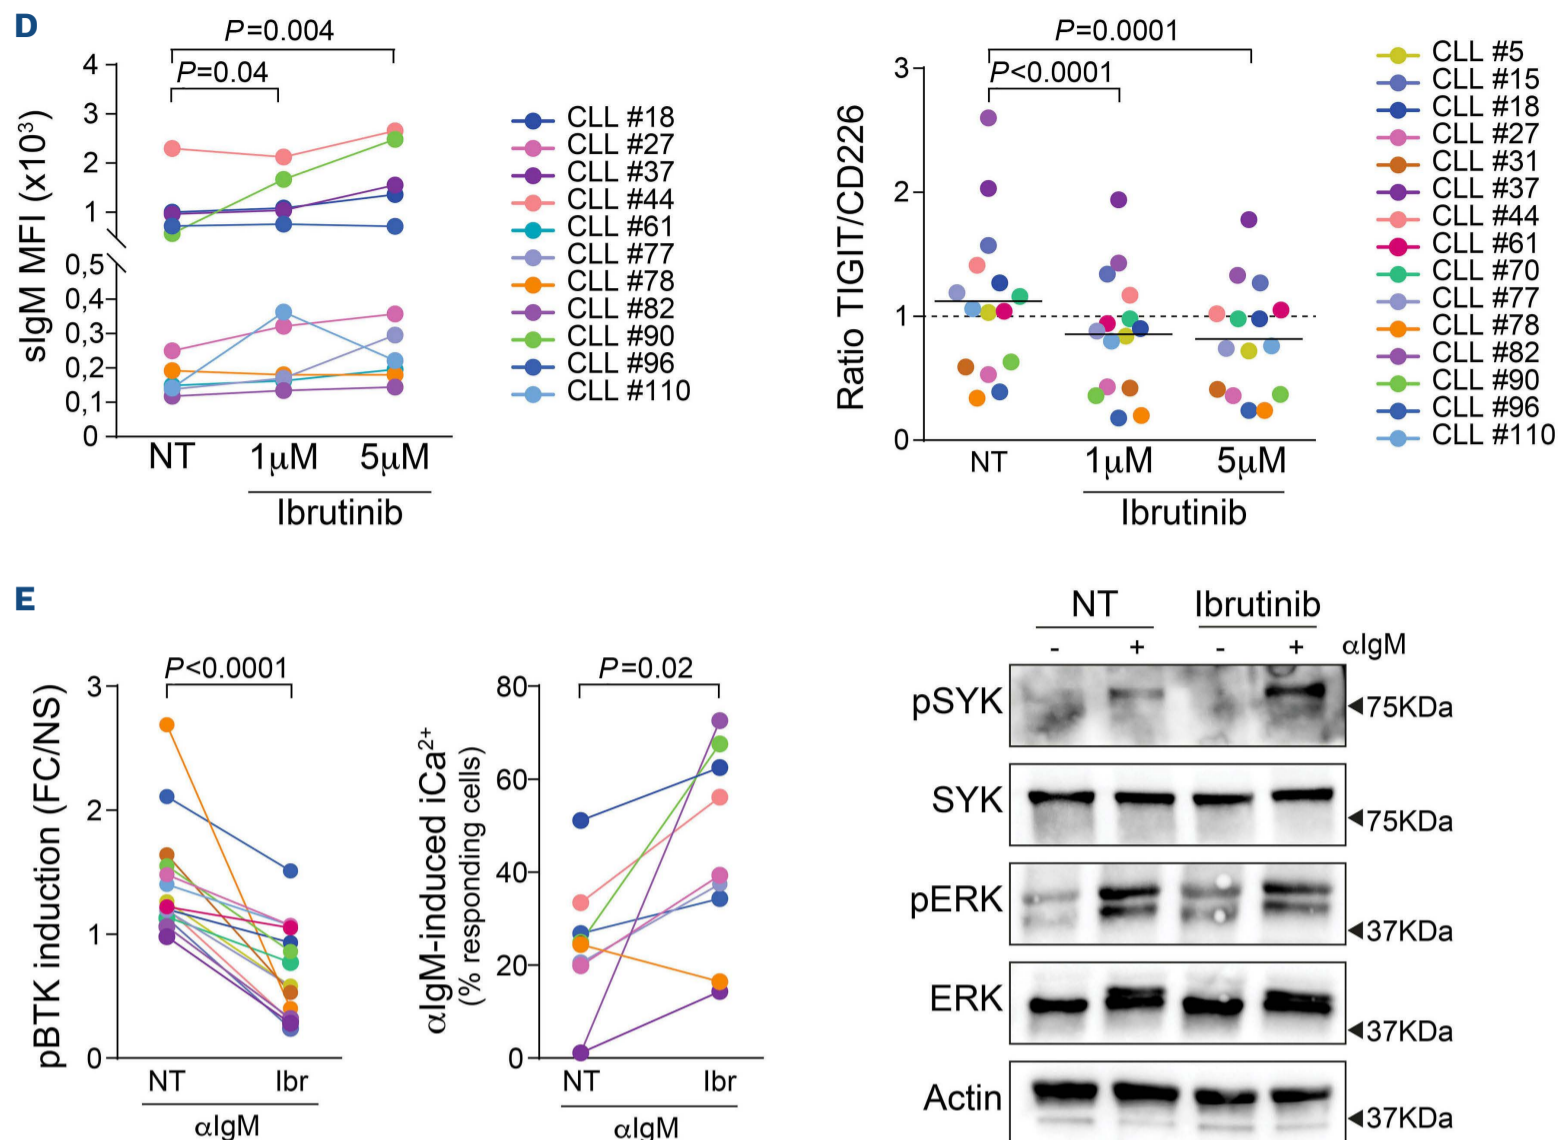 D
P=0.004
P=0.04
sIgM MFI (x10³)
4
3
2
1
0,5
0,4
0,3
0,2
0,1
0
NT
1µM
5µM
Ibrutinib
CLL #18
CLL #27
CLL #37
CLL #44
CLL #61
CLL #77
CLL #78
CLL #82
CLL #90
CLL #96
CLL #110
P=0.0001
P<0.0001
Ratio TIGIT/CD226
3
2
1
0
NT
1µM
5µM
Ibrutinib
CLL #5
CLL #15
CLL #18
CLL #27
CLL #31
CLL #37
CLL #44
CLL #61
CLL #70
CLL #77
CLL #78
CLL #82
CLL #90
CLL #96
CLL #110
E
P<0.0001
pBTK induction (FC/NS)
3
2
1
0
NT
Ibr
αIgM
P=0.02
αIgM-induced iCa²⁺
(% responding cells)
80
60
40
20
0
NT
Ibr
αIgM
NT Ibrutinib
- + - + αIgM
pSYK ◄75KDa
SYK ◄75KDa
pERK ◄37KDa
ERK ◄37KDa
Actin ◄37KDa